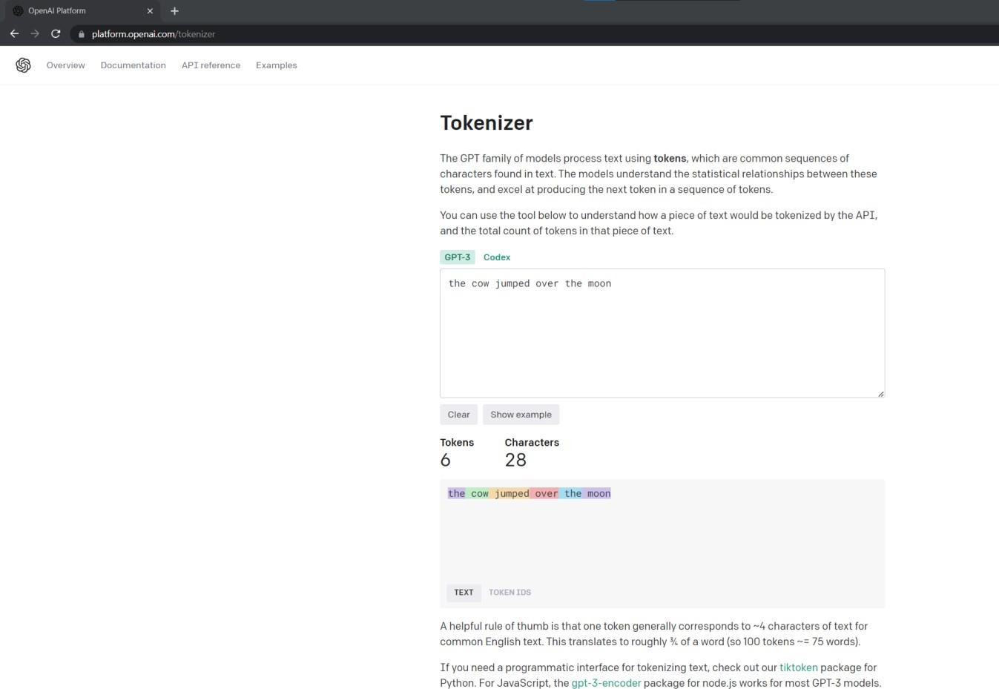 OpenAI Platform
platform.openai.com/tokenizer
Overview Documentation API reference Examples
Tokenizer
The GPT family of models process text using tokens, which are common sequences of
characters found in text. The models understand the statistical relationships between these
tokens, and excel at producing the next token in a sequence of tokens.
You can use the tool below to understand how a piece of text would be tokenized by the API,
and the total count of tokens in that piece of text.
GPT-3 Codex
the cow jumped over the moon
Clear Show example
Tokens Characters
6 28
the cow jumped over the moon
TEXT TOKEN IDS
A helpful rule of thumb is that one token generally corresponds to ~4 characters of text for
common English text. This translates to roughly ¾ of a word (so 100 tokens ~= 75 words).
If you need a programmatic interface for tokenizing text, check out our tiktoken package for
Python. For JavaScript, the gpt-3-encoder package for node.js works for most GPT-3 models.